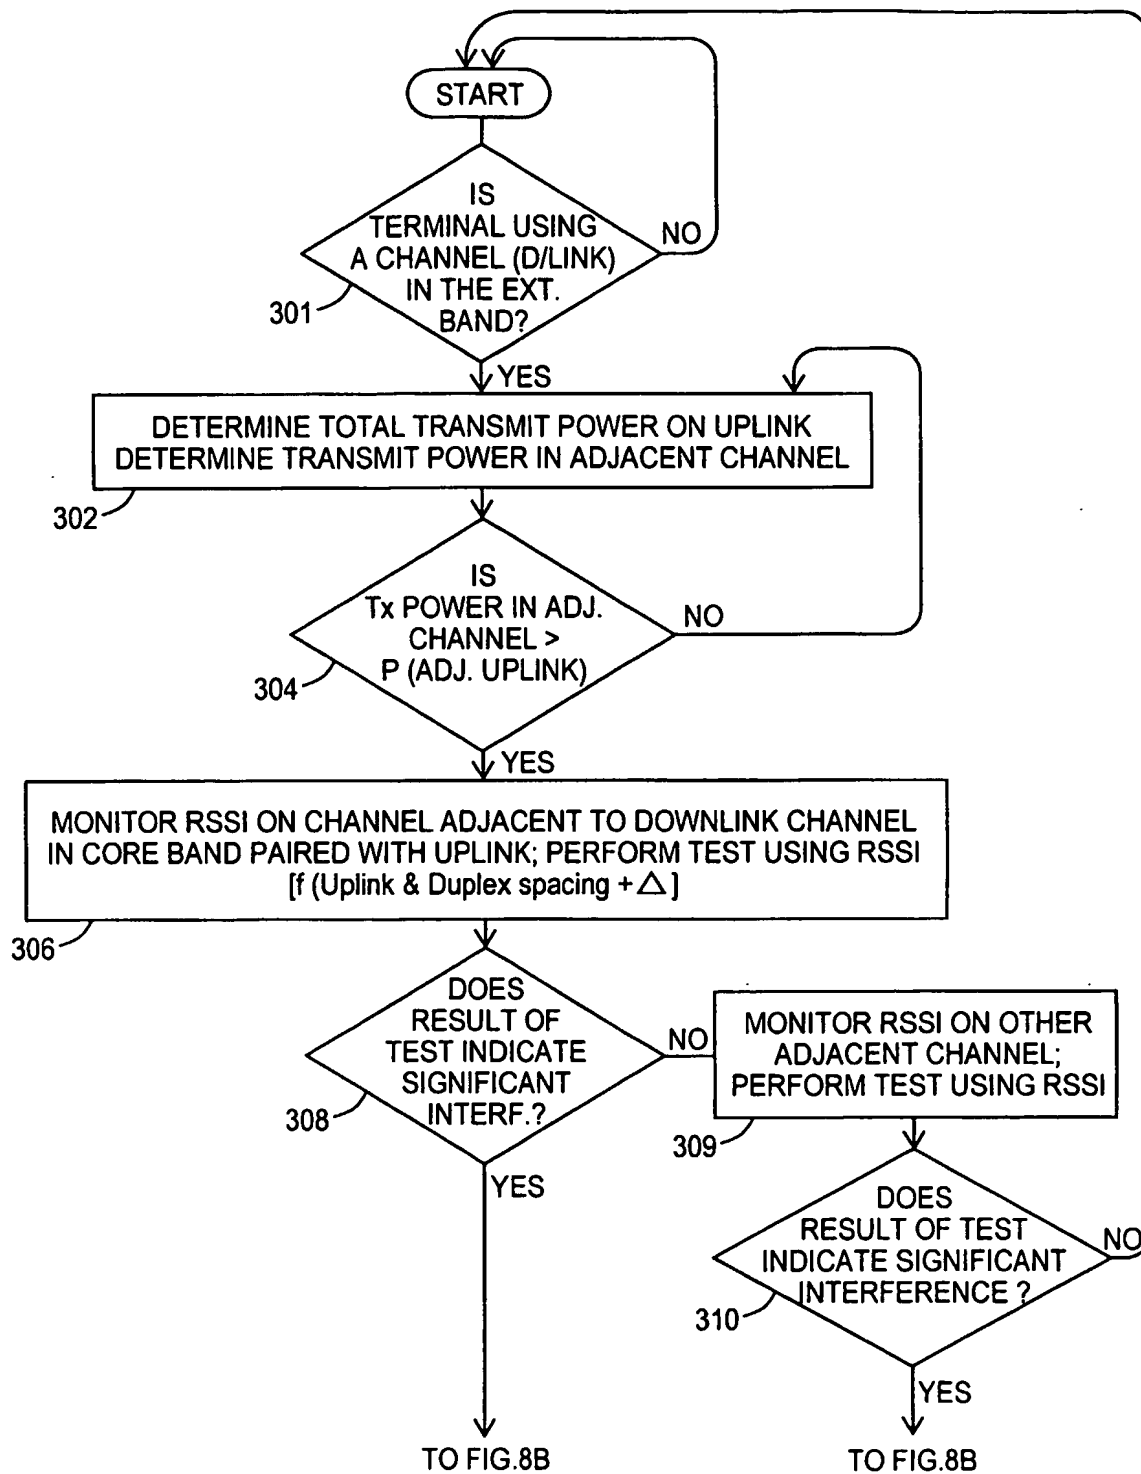 START
IS
TERMINAL USING
A CHANNEL (D/LINK)
IN THE EXT.
BAND?
NO
301
YES
DETERMINE TOTAL TRANSMIT POWER ON UPLINK
DETERMINE TRANSMIT POWER IN ADJACENT CHANNEL
302
IS
Tx POWER IN ADJ.
CHANNEL >
P (ADJ. UPLINK)
NO
304
YES
MONITOR RSSI ON CHANNEL ADJACENT TO DOWNLINK CHANNEL
IN CORE BAND PAIRED WITH UPLINK; PERFORM TEST USING RSSI
[f (Uplink & Duplex spacing +△]
306
DOES
RESULT OF
TEST INDICATE
SIGNIFICANT
INTERF.?
NO
308
YES
MONITOR RSSI ON OTHER
ADJACENT CHANNEL;
PERFORM TEST USING RSSI
309
DOES
RESULT OF TEST
INDICATE SIGNIFICANT
INTERFERENCE ?
NO
310
YES
TO FIG.8B
TO FIG.8B